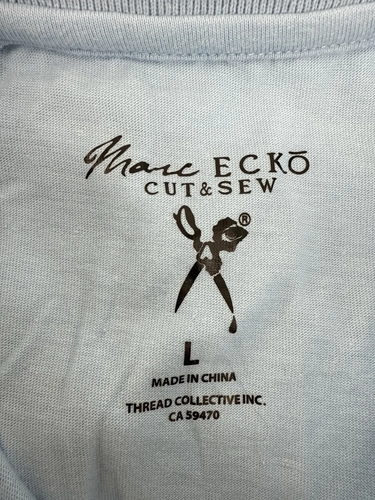 Marc ECKŌ
CUT & SEW
®
L
MADE IN CHINA
THREAD COLLECTIVE INC.
CA 59470